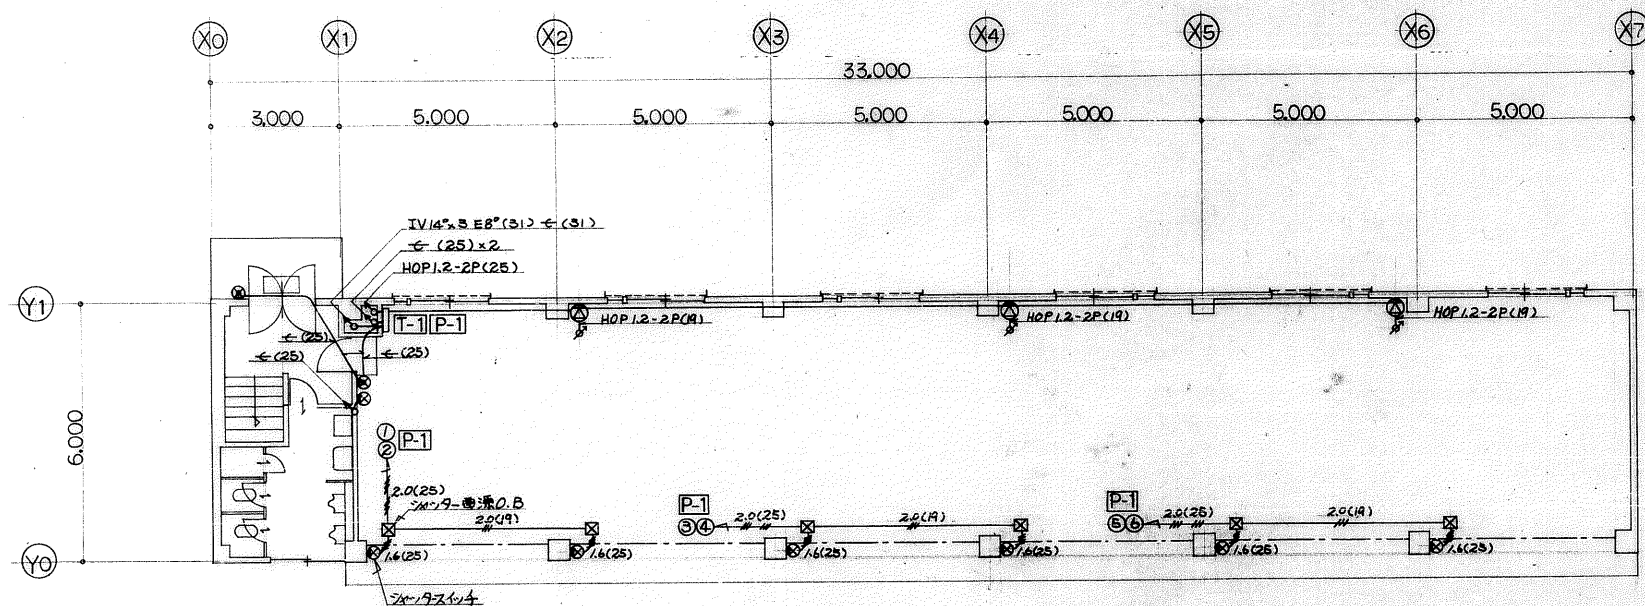 X0 X1 X2 X3 X4 X5 X6 X7
33.000
3.000 5.000 5.000 5.000 5.000 5.000 5.000
IV14°×3 E8°(31) (31)
(25)×2
HOP1.2-2P(25)
Y1
T-1 P-1
HOP1.2-2P(19) HOP1.2-2P(19) HOP1.2-2P(19)
(25)
(25) (25)
6.000
①
② P-1
2.0(25)
シャッター電源O.B
2.0(19)
P-1
③④ 2.0(25) 2.0(19)
P-1
⑤⑥ 2.0(25) 2.0(19)
1.6(25) 1.6(25) 1.6(25) 1.6(25) 1.6(25) 1.6(25)
Y0
シャッタースイッチ